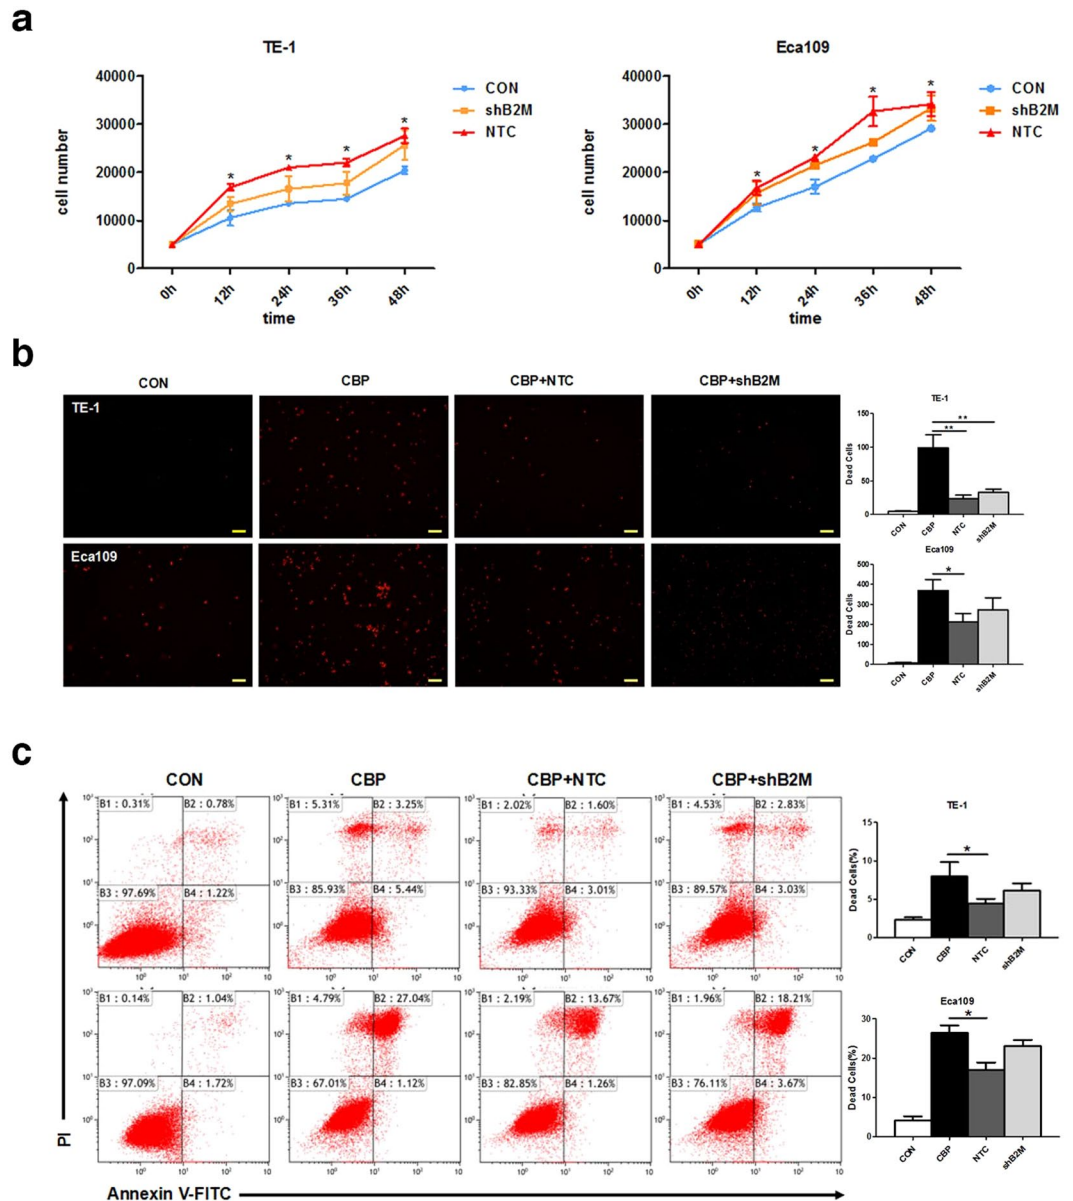 a
TE-1
40000
30000
20000
10000
0
cell number
0h
12h
24h
36h
48h
time
*
*
*
*
CON
shB2M
NTC
Eca109
40000
30000
20000
10000
0
cell number
0h
12h
24h
36h
48h
time
*
*
*
*
CON
shB2M
NTC
b
CON
CBP
CBP+NTC
CBP+shB2M
TE-1
Eca109
TE-1
150
100
50
0
Dead Cells
**
**
CON
CBP
NTC
shB2M
Eca109
500
400
300
200
100
0
Dead Cells
*
CON
CBP
NTC
shB2M
c
CON
CBP
CBP+NTC
CBP+shB2M
B1 : 0.31%
B2 : 0.78%
B3 : 97.69%
B4 : 1.22%
B1 : 5.31%
B2 : 3.25%
B3 : 85.93%
B4 : 5.44%
B1 : 2.02%
B2 : 1.60%
B3 : 93.33%
B4 : 3.01%
B1 : 4.53%
B2 : 2.83%
B3 : 89.57%
B4 : 3.03%
B1 : 0.14%
B2 : 1.04%
B3 : 97.09%
B4 : 1.72%
B1 : 4.79%
B2 : 27.04%
B3 : 67.01%
B4 : 1.12%
B1 : 2.19%
B2 : 13.67%
B3 : 82.85%
B4 : 1.26%
B1 : 1.96%
B2 : 18.21%
B3 : 76.11%
B4 : 3.67%
PI
Annexin V-FITC
TE-1
15
10
5
0
Dead Cells(%)
*
CON
CBP
NTC
shB2M
Eca109
30
20
10
0
Dead Cells(%)
*
CON
CBP
NTC
shB2M